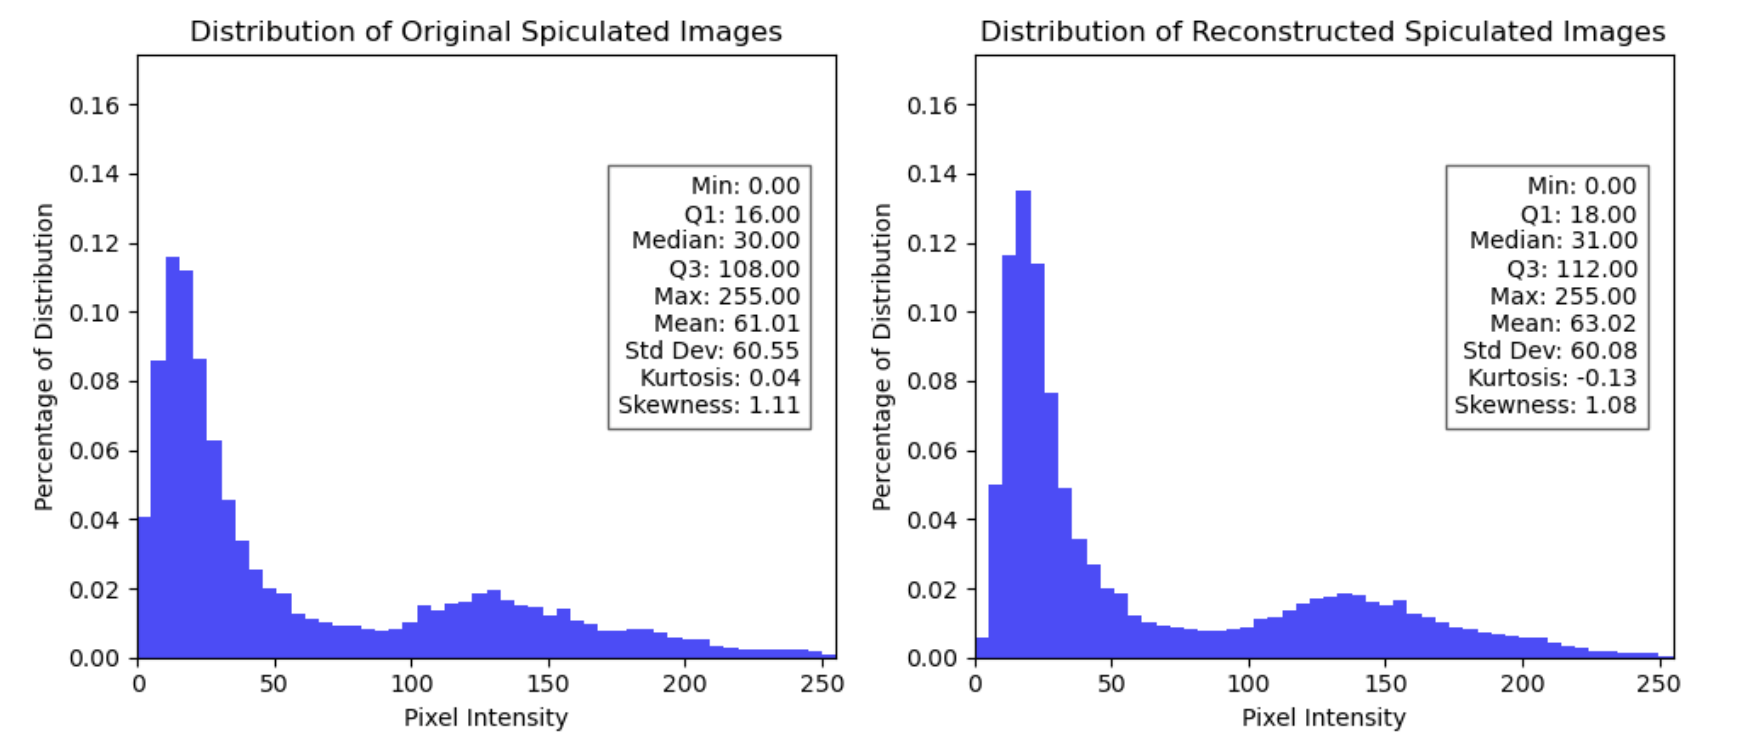 Distribution of Original Spiculated Images
Percentage of Distribution
0.16
0.14
0.12
0.10
0.08
0.06
0.04
0.02
0.00
Min: 0.00
Q1: 16.00
Median: 30.00
Q3: 108.00
Max: 255.00
Mean: 61.01
Std Dev: 60.55
Kurtosis: 0.04
Skewness: 1.11
0 50 100 150 200 250
Pixel Intensity
Distribution of Reconstructed Spiculated Images
Percentage of Distribution
0.16
0.14
0.12
0.10
0.08
0.06
0.04
0.02
0.00
Min: 0.00
Q1: 18.00
Median: 31.00
Q3: 112.00
Max: 255.00
Mean: 63.02
Std Dev: 60.08
Kurtosis: -0.13
Skewness: 1.08
0 50 100 150 200 250
Pixel Intensity